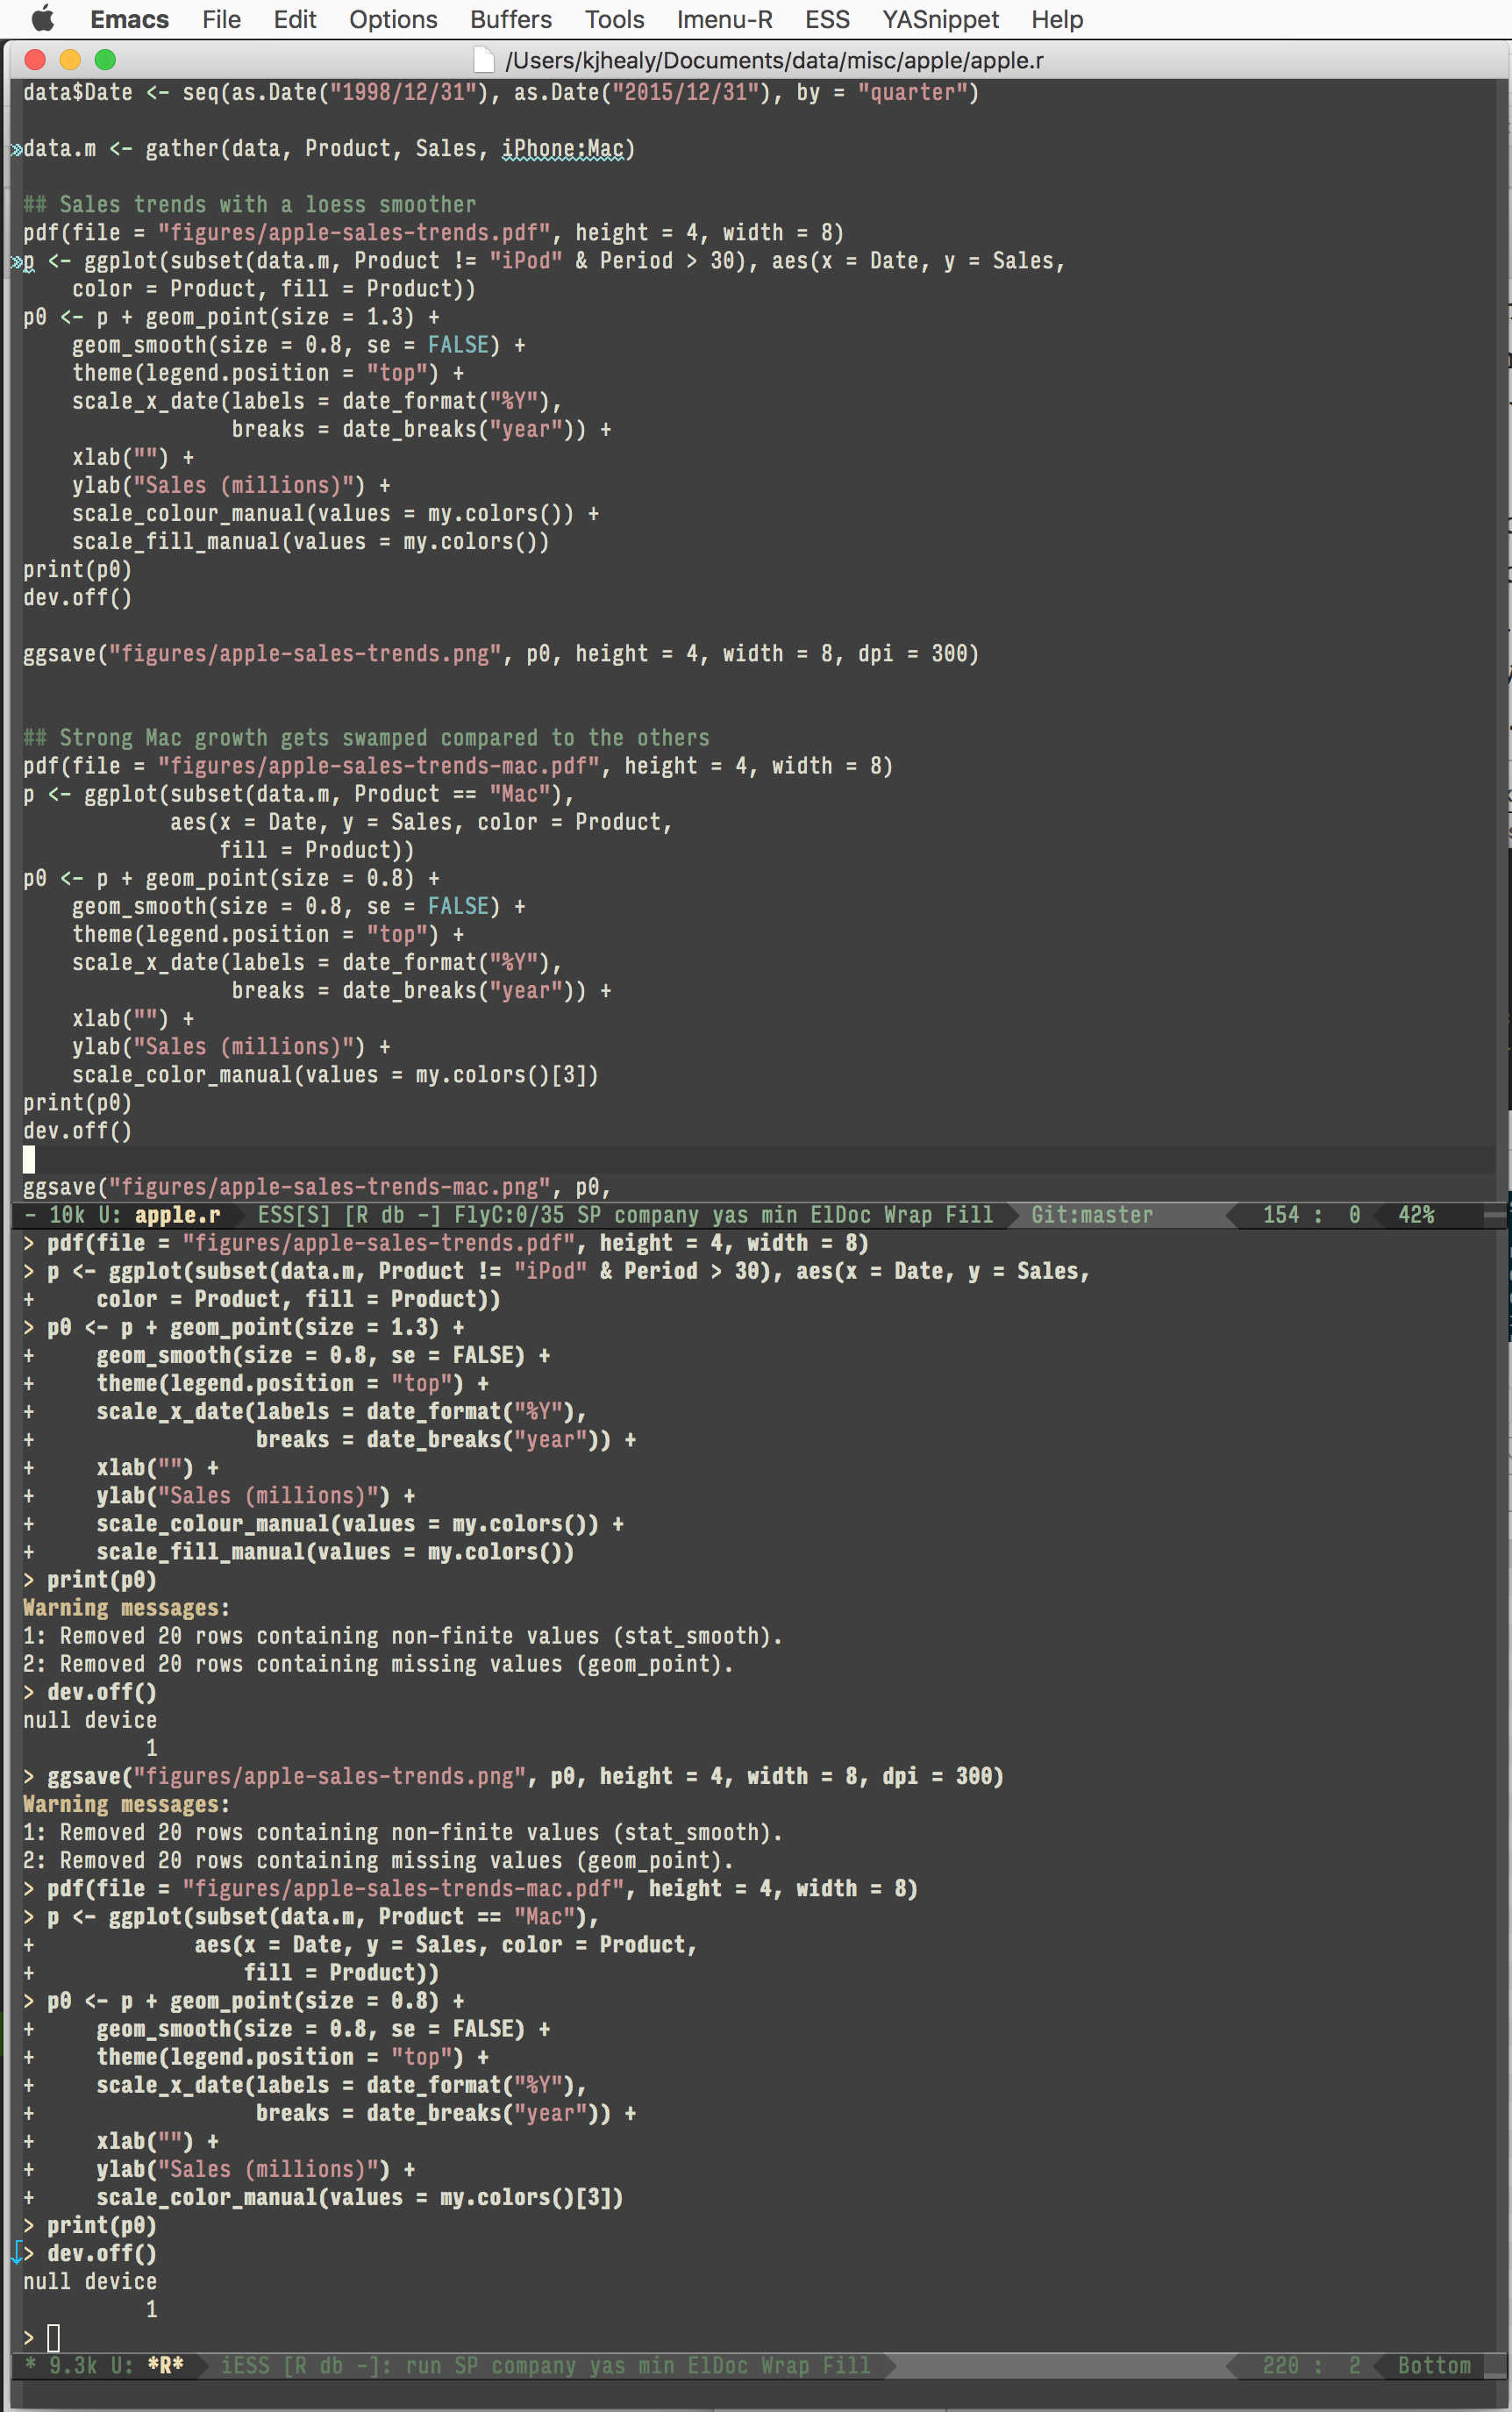 Emacs File Edit Options Buffers Tools Imenu-R ESS YASnippet Help
/Users/kjhealy/Documents/data/misc/apple/apple.r
data$Date <- seq(as.Date("1998/12/31"), as.Date("2015/12/31"), by = "quarter")
data.m <- gather(data, Product, Sales, iPhone:Mac)
## Sales trends with a loess smoother
pdf(file = "figures/apple-sales-trends.pdf", height = 4, width = 8)
p <- ggplot(subset(data.m, Product != "iPod" & Period > 30), aes(x = Date, y = Sales,
    color = Product, fill = Product))
p0 <- p + geom_point(size = 1.3) +
    geom_smooth(size = 0.8, se = FALSE) +
    theme(legend.position = "top") +
    scale_x_date(labels = date_format("%Y"),
                 breaks = date_breaks("year")) +
    xlab("") +
    ylab("Sales (millions)") +
    scale_colour_manual(values = my.colors()) +
    scale_fill_manual(values = my.colors())
print(p0)
dev.off()
ggsave("figures/apple-sales-trends.png", p0, height = 4, width = 8, dpi = 300)
## Strong Mac growth gets swamped compared to the others
pdf(file = "figures/apple-sales-trends-mac.pdf", height = 4, width = 8)
p <- ggplot(subset(data.m, Product == "Mac"),
            aes(x = Date, y = Sales, color = Product,
                fill = Product))
p0 <- p + geom_point(size = 0.8) +
    geom_smooth(size = 0.8, se = FALSE) +
    theme(legend.position = "top") +
    scale_x_date(labels = date_format("%Y"),
                 breaks = date_breaks("year")) +
    xlab("") +
    ylab("Sales (millions)") +
    scale_color_manual(values = my.colors()[3])
print(p0)
dev.off()
ggsave("figures/apple-sales-trends-mac.png", p0,
- 10k U: apple.r ESS[S] [R db -] FlyC:0/35 SP company yas min ElDoc Wrap Fill Git:master 154 : 0 42%
> pdf(file = "figures/apple-sales-trends.pdf", height = 4, width = 8)
> p <- ggplot(subset(data.m, Product != "iPod" & Period > 30), aes(x = Date, y = Sales,
+     color = Product, fill = Product))
> p0 <- p + geom_point(size = 1.3) +
+     geom_smooth(size = 0.8, se = FALSE) +
+     theme(legend.position = "top") +
+     scale_x_date(labels = date_format("%Y"),
+                  breaks = date_breaks("year")) +
+     xlab("") +
+     ylab("Sales (millions)") +
+     scale_colour_manual(values = my.colors()) +
+     scale_fill_manual(values = my.colors())
> print(p0)
Warning messages:
1: Removed 20 rows containing non-finite values (stat_smooth).
2: Removed 20 rows containing missing values (geom_point).
> dev.off()
null device
          1
> ggsave("figures/apple-sales-trends.png", p0, height = 4, width = 8, dpi = 300)
Warning messages:
1: Removed 20 rows containing non-finite values (stat_smooth).
2: Removed 20 rows containing missing values (geom_point).
> pdf(file = "figures/apple-sales-trends-mac.pdf", height = 4, width = 8)
> p <- ggplot(subset(data.m, Product == "Mac"),
+             aes(x = Date, y = Sales, color = Product,
+                 fill = Product))
> p0 <- p + geom_point(size = 0.8) +
+     geom_smooth(size = 0.8, se = FALSE) +
+     theme(legend.position = "top") +
+     scale_x_date(labels = date_format("%Y"),
+                  breaks = date_breaks("year")) +
+     xlab("") +
+     ylab("Sales (millions)") +
+     scale_color_manual(values = my.colors()[3])
> print(p0)
> dev.off()
null device
          1
>
* 9.3k U: *R* iESS [R db -]: run SP company yas min ElDoc Wrap Fill 220 : 2 Bottom